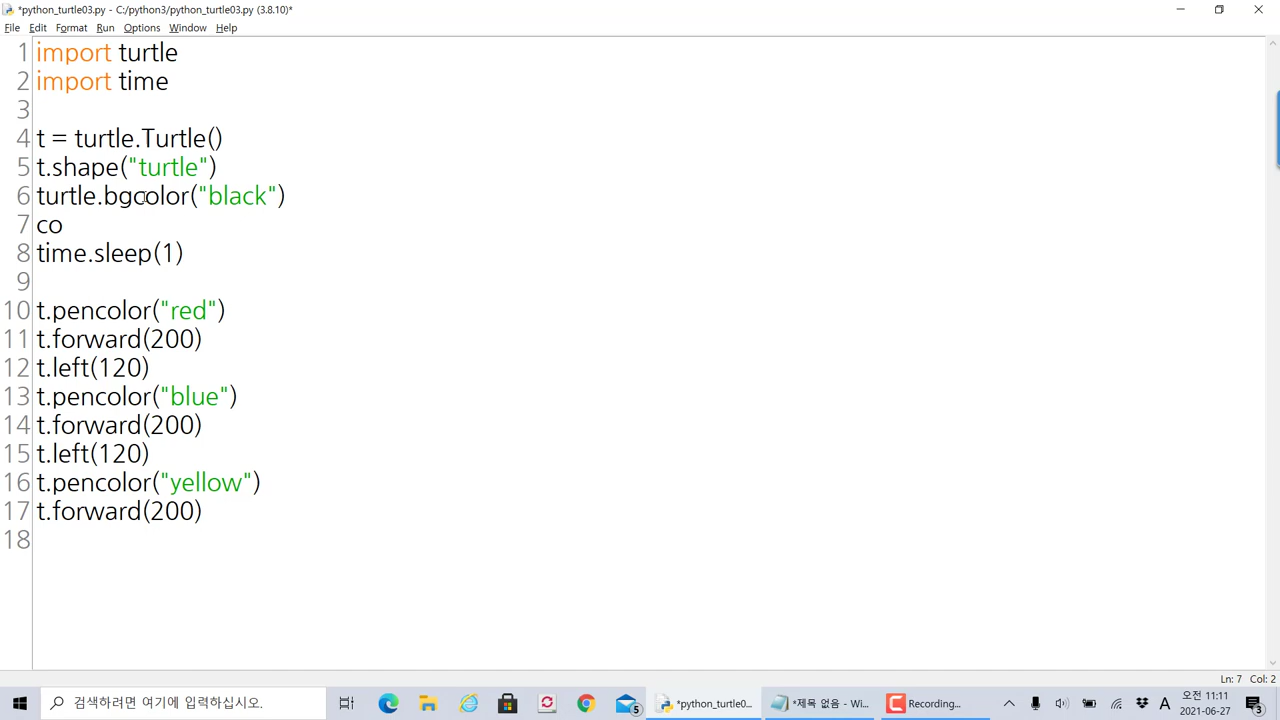 *python_turtle03.py - C:/python3/python_turtle03.py (3.8.10)*
File Edit Format Run Options Window Help
1 import turtle
2 import time
3
4 t = turtle.Turtle()
5 t.shape("turtle")
6 turtle.bgcolor("black")
7 co
8 time.sleep(1)
9
10 t.pencolor("red")
11 t.forward(200)
12 t.left(120)
13 t.pencolor("blue")
14 t.forward(200)
15 t.left(120)
16 t.pencolor("yellow")
17 t.forward(200)
18
Ln: 7 Col: 2
검색하려면 여기에 입력하십시오.
5
*python_turtle0...
*제목 없음 - Wi...
Recording...
A
오전 11:11
2021-06-27
3